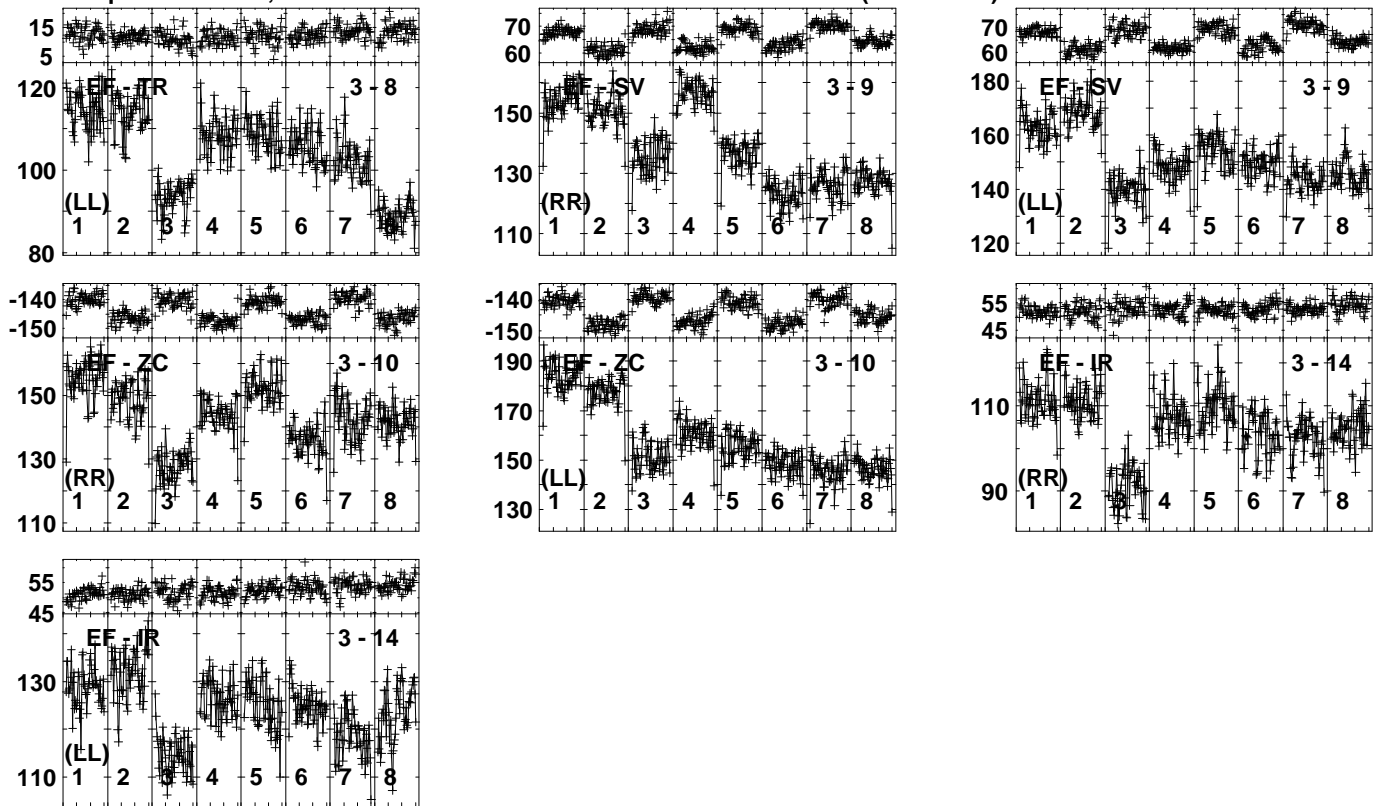 15
5
120
EF - TR 3 - 8
100
(LL)
1 2 3 4 5 6 7 8
80
70
60
EF - SV 3 - 9
150
130
(RR)
1 2 3 4 5 6 7 8
110
70
60
180
EF - SV 3 - 9
160
140
(LL)
1 2 3 4 5 6 7 8
120
-140
-150
EF - ZC 3 - 10
150
130
(RR)
1 2 3 4 5 6 7 8
110
-140
-150
190
EF - ZC 3 - 10
170
150
(LL)
1 2 3 4 5 6 7 8
130
55
45
EF - IR 3 - 14
110
(RR)
90
1 2 3 4 5 6 7 8
55
45
EF - IR 3 - 14
130
(LL)
110
1 2 3 4 5 6 7 8